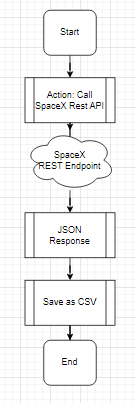 Start
Action: Call
SpaceX Rest API
SpaceX
REST Endpoint
JSON
Response
Save as CSV
End